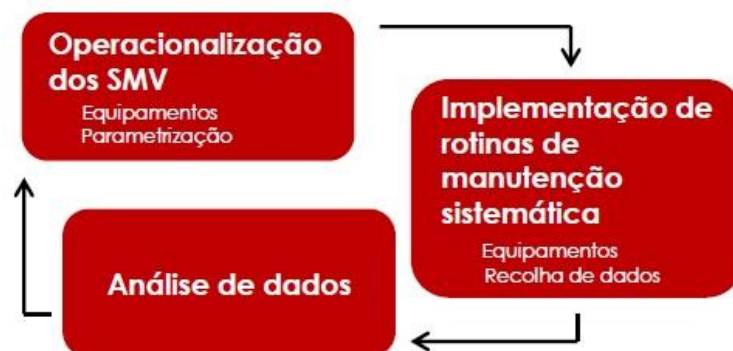 Operacionalização
dos SMV
Equipamentos
Parametrização
Implementação de
rotinas de
manutenção
sistemática
Equipamentos
Recolha de dados
Análise de dados